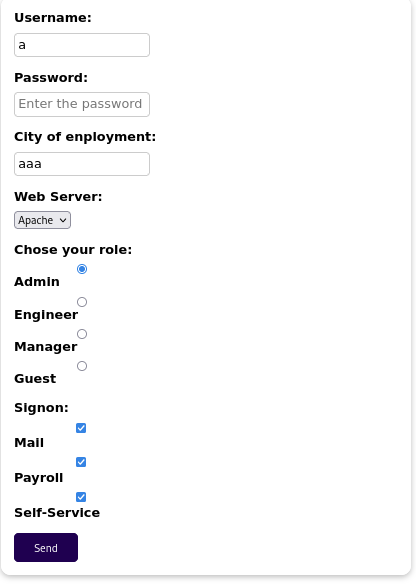 Username:
a
Password:
Enter the password
City of enployment:
aaa
Web Server:
Apache
Chose your role:
Admin
Engineer
Manager
Guest
Signon:
Mail
Payroll
Self-Service
Send